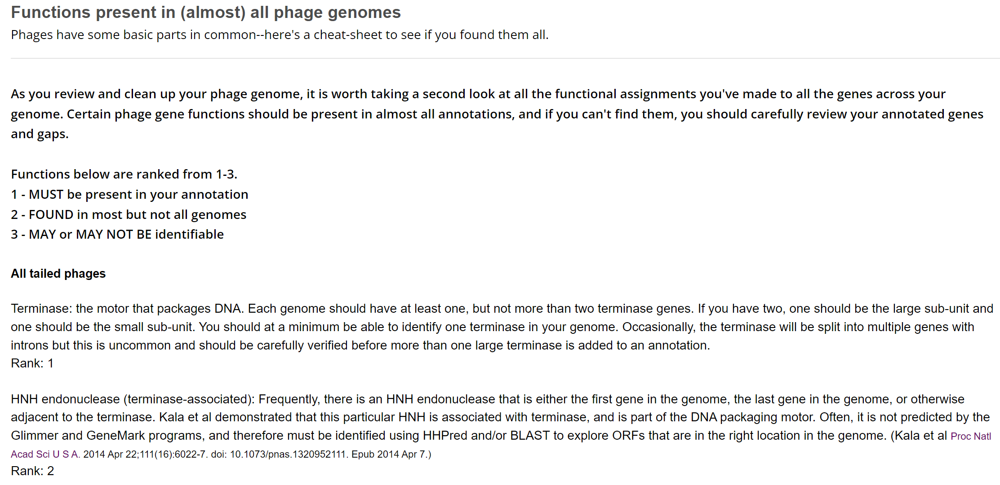 Functions present in (almost) all phage genomes
Phages have some basic parts in common--here's a cheat-sheet to see if you found them all.
As you review and clean up your phage genome, it is worth taking a second look at all the functional assignments you've made to all the genes across your
genome. Certain phage gene functions should be present in almost all annotations, and if you can't find them, you should carefully review your annotated genes
and gaps.
Functions below are ranked from 1-3.
1 - MUST be present in your annotation
2 - FOUND in most but not all genomes
3 - MAY or MAY NOT BE identifiable
All tailed phages
Terminase: the motor that packages DNA. Each genome should have at least one, but not more than two terminase genes. If you have two, one should be the large sub-unit and
one should be the small sub-unit. You should at a minimum be able to identify one terminase in your genome. Occasionally, the terminase will be split into multiple genes with
introns but this is uncommon and should be carefully verified before more than one large terminase is added to an annotation.
Rank: 1
HNH endonuclease (terminase-associated): Frequently, there is an HNH endonuclease that is either the first gene in the genome, the last gene in the genome, or otherwise
adjacent to the terminase. Kala et al demonstrated that this particular HNH is associated with terminase, and is part of the DNA packaging motor. Often, it is not predicted by the
Glimmer and GeneMark programs, and therefore must be identified using HHPred and/or BLAST to explore ORFs that are in the right location in the genome. (Kala et al Proc Natl
Acad Sci U S A. 2014 Apr 22;111(16):6022-7. doi: 10.1073/pnas.1320952111. Epub 2014 Apr 7.)
Rank: 2